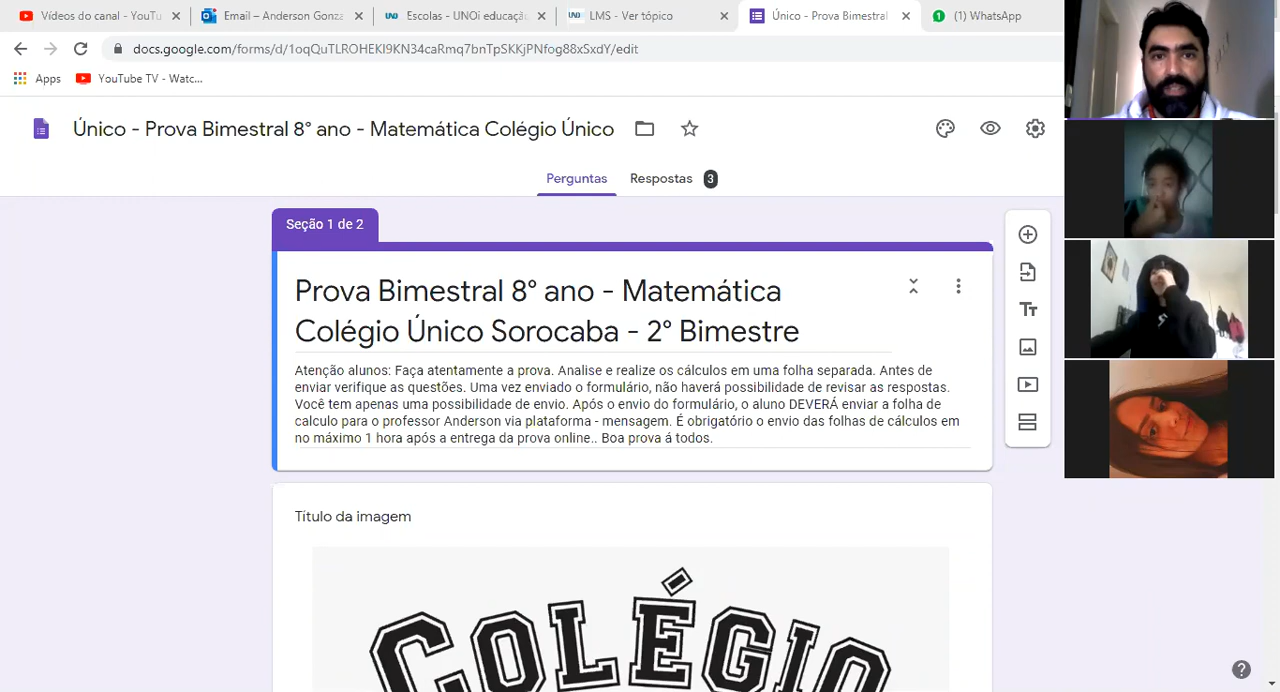 Vídeos do canal - YouTu
Email – Anderson Gonza
Escolas - UNOi educaçã
LMS - Ver tópico
Único - Prova Bimestral
(1) WhatsApp
docs.google.com/forms/d/1oqQuTLROHEKI9KN34caRmq7bnTpSKKjPNfog88xSxdY/edit
Apps
YouTube TV - Watc...
Único - Prova Bimestral 8° ano - Matemática Colégio Único
Perguntas
Respostas
3
Seção 1 de 2
Prova Bimestral 8° ano - Matemática
Colégio Único Sorocaba - 2° Bimestre
Atenção alunos: Faça atentamente a prova. Analise e realize os cálculos em uma folha separada. Antes de
enviar verifique as questões. Uma vez enviado o formulário, não haverá possibilidade de revisar as respostas.
Você tem apenas uma possibilidade de envio. Após o envio do formulário, o aluno DEVERÁ enviar a folha de
calculo para o professor Anderson via plataforma - mensagem. É obrigatório o envio das folhas de cálculos em
no máximo 1 hora após a entrega da prova online.. Boa prova á todos.
Título da imagem
COLÉGIO